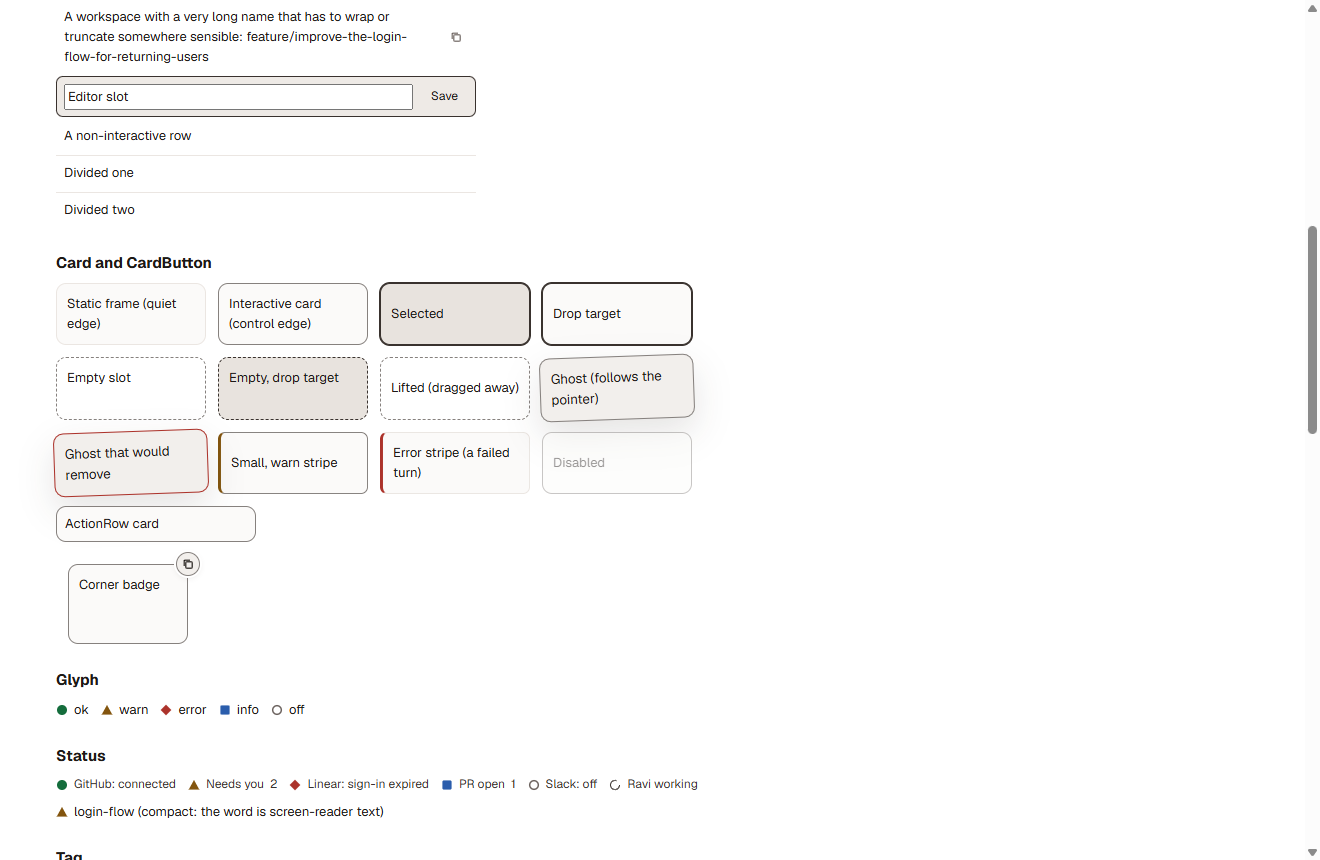 A workspace with a very long name that has to wrap or
truncate somewhere sensible: feature/improve-the-login-
flow-for-returning-users
Editor slot
Save
A non-interactive row
Divided one
Divided two
Card and CardButton
Static frame (quiet
edge)
Interactive card
(control edge)
Selected
Drop target
Empty slot
Empty, drop target
Lifted (dragged away)
Ghost (follows the
pointer)
Ghost that would
remove
Small, warn stripe
Error stripe (a failed
turn)
Disabled
ActionRow card
Corner badge
Glyph
ok
warn
error
info
off
Status
GitHub: connected
Needs you 2
Linear: sign-in expired
PR open 1
Slack: off
Ravi working
login-flow (compact: the word is screen-reader text)
Tag